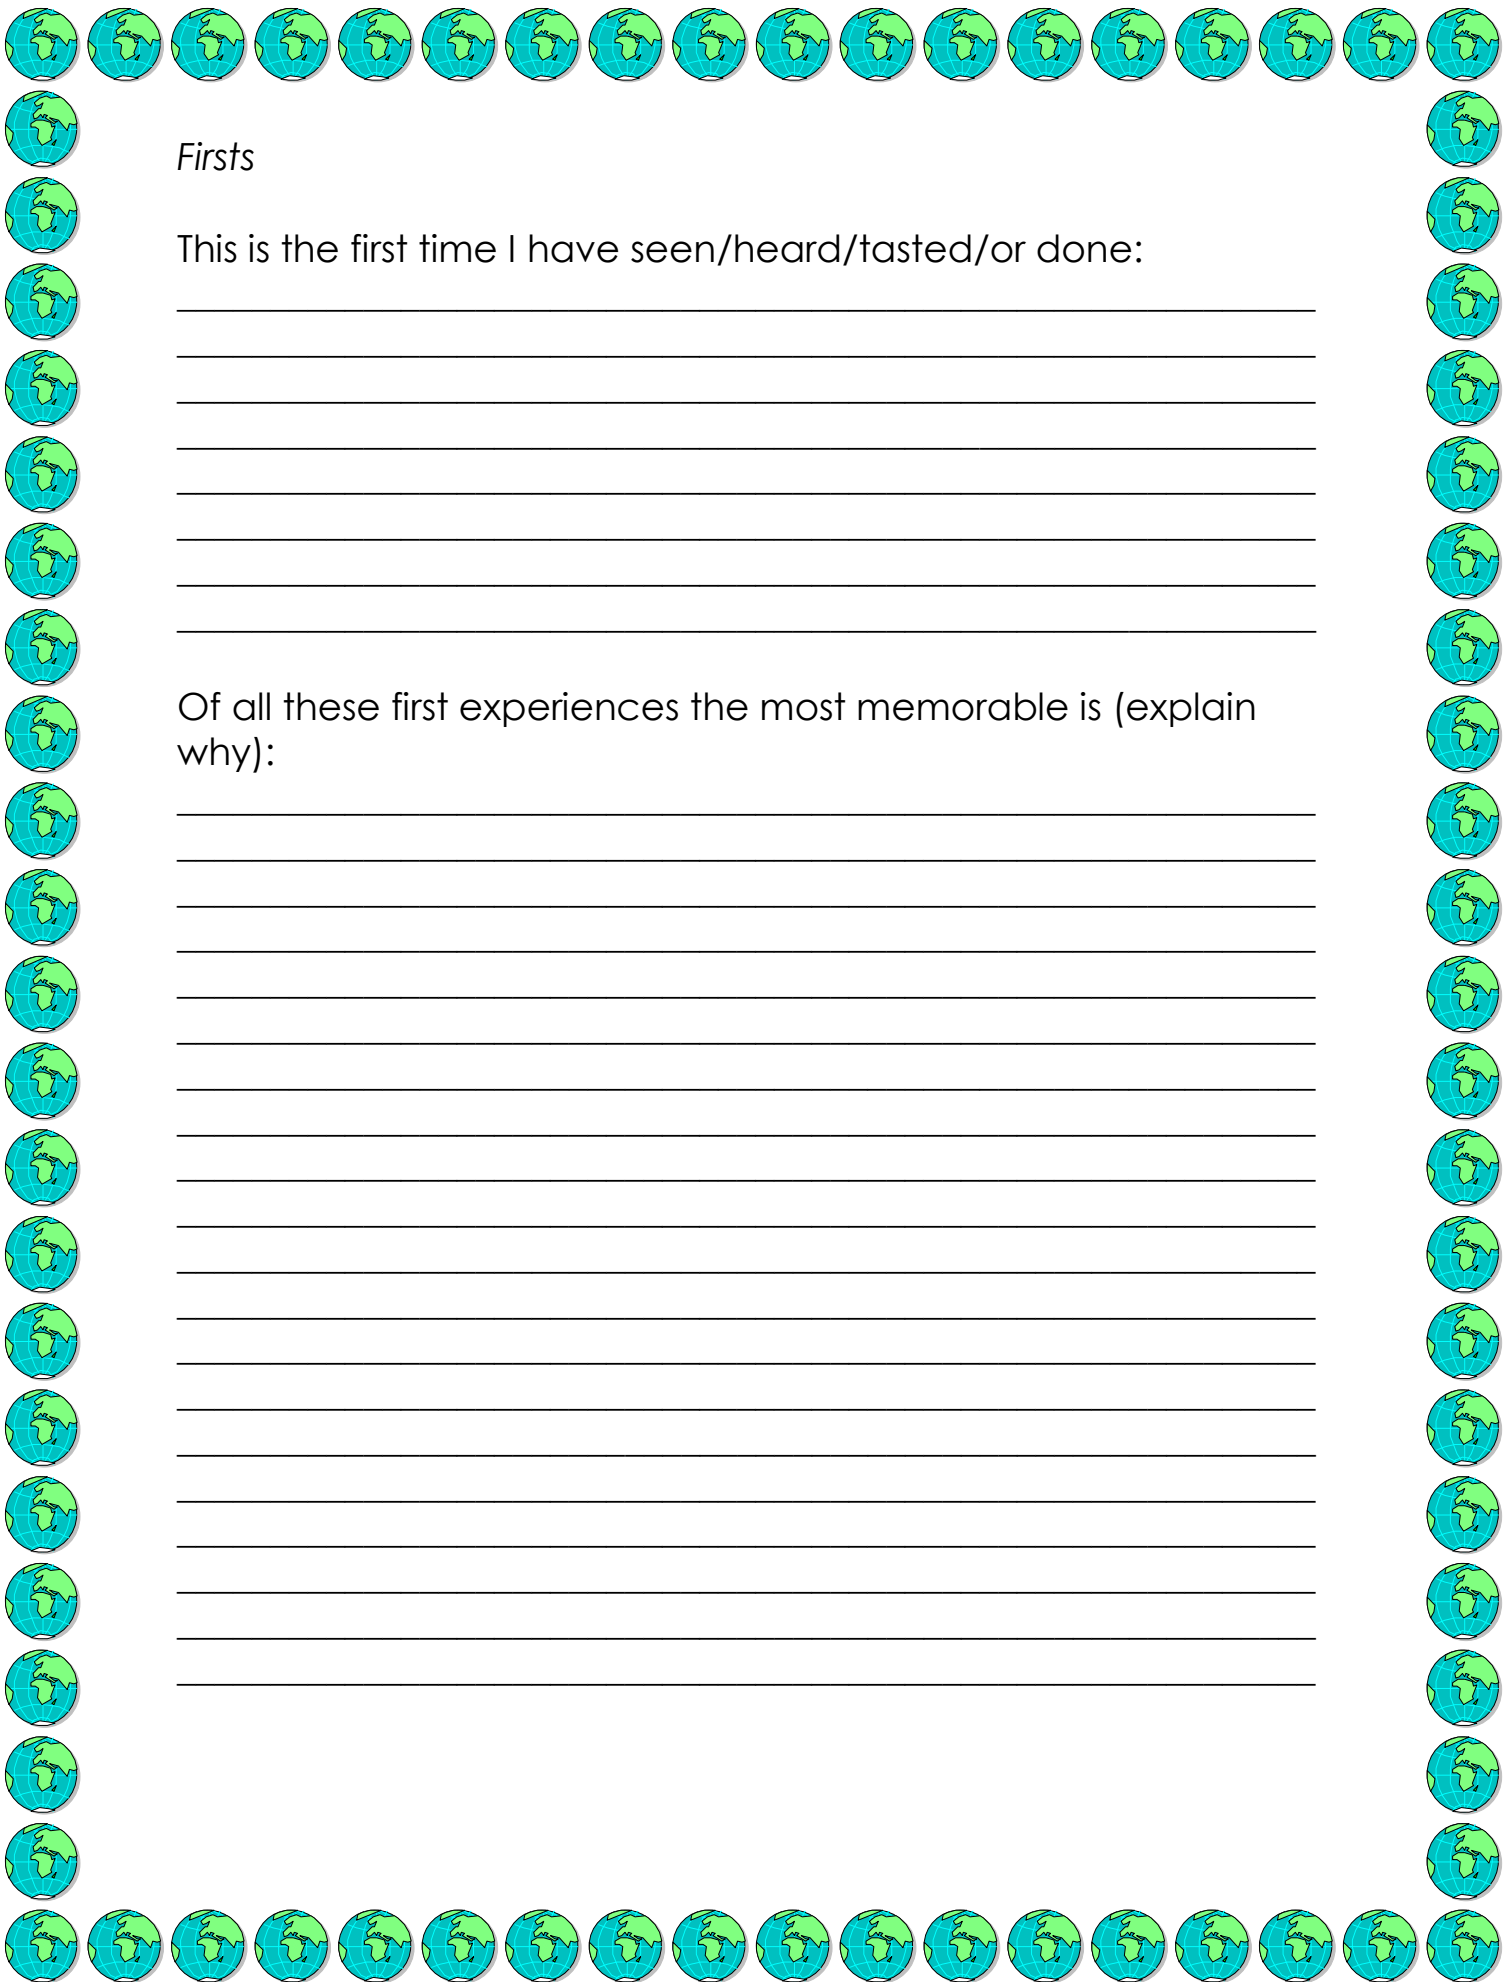 Firsts
This is the first time I have seen/heard/tasted/or done:
Of all these first experiences the most memorable is (explain
why):